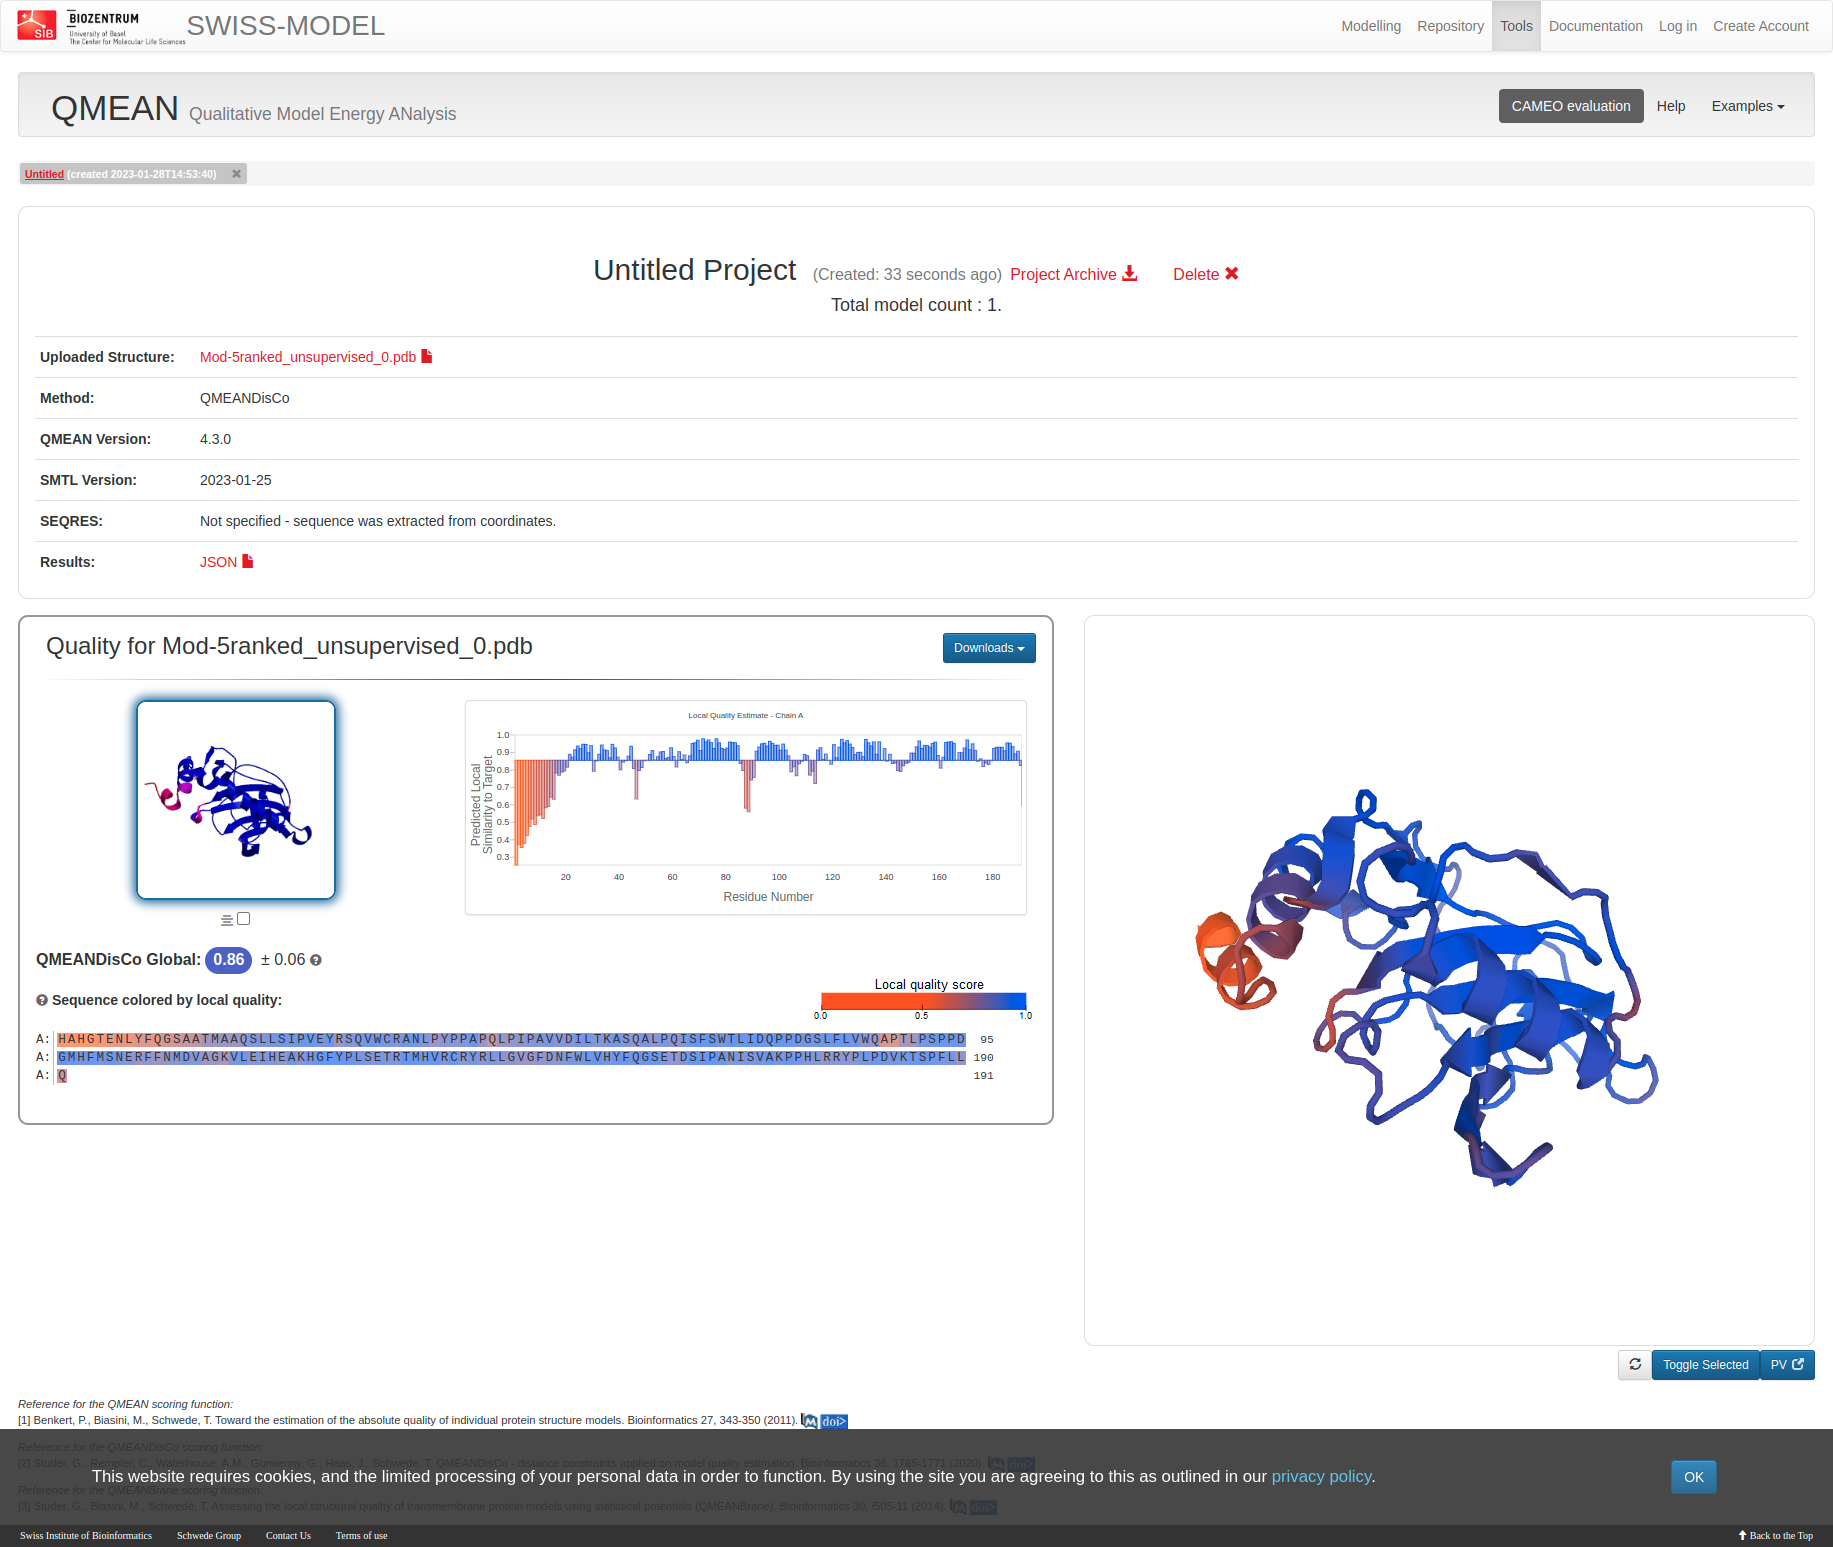 SIB
BIOZENTRUM
University of Basel
The Center for Molecular Life Sciences
SWISS-MODEL
Modelling Repository Tools Documentation Log in Create Account
QMEAN Qualitative Model Energy ANalysis
CAMEO evaluation Help Examples
Untitled (created 2023-01-28T14:53:40)
Untitled Project (Created: 33 seconds ago) Project Archive Delete
Total model count : 1.
Uploaded Structure: Mod-5ranked_unsupervised_0.pdb
Method: QMEANDisCo
QMEAN Version: 4.3.0
SMTL Version: 2023-01-25
SEQRES: Not specified - sequence was extracted from coordinates.
Results: JSON
Quality for Mod-5ranked_unsupervised_0.pdb
Downloads
Local Quality Estimate - Chain A
Predicted Local
Similarity to Target
1.0
0.9
0.8
0.7
0.6
0.5
0.4
0.3
20 40 60 80 100 120 140 160 180
Residue Number
QMEANDisCo Global: 0.86 ± 0.06
Sequence colored by local quality:
Local quality score
0.0 0.5 1.0
A: HAHGTENLYFQGSAATMAAQSLLSIPVEYRSQVWCRANLPYPPAPQLPIPAVVDILTKASQALPQISFSWTLIDQPPDGSLFLVWQAPTLPSPPD 95
A: GMHFMSNERFFNMDVAGKVLEIHEAKHGFYPLSETRTMHVRCRYRLLGVGFDNFWLVHYFQGSETDSIPANISVAKPPHLRRYPLPDVKTSPFLL 190
A: Q 191
Toggle Selected PV
Reference for the QMEAN scoring function:
[1] Benkert, P., Biasini, M., Schwede, T. Toward the estimation of the absolute quality of individual protein structure models. Bioinformatics 27, 343-350 (2011). doi>
Reference for the QMEANDisCo scoring function:
[2] Studer, G., Rempfer, C., Waterhouse, A.M., Gumienny, G., Haas, J., Schwede, T. QMEANDisCo - distance constraints applied on model quality estimation. Bioinformatics 36, 1765-1771 (2020). doi>
This website requires cookies, and the limited processing of your personal data in order to function. By using the site you are agreeing to this as outlined in our privacy policy.
OK
Reference for the QMEANBrane scoring function:
[3] Studer, G., Biasini, M., Schwede, T. Assessing the local structural quality of transmembrane protein models using statistical potentials (QMEANBrane). Bioinformatics 30, i505-11 (2014). doi>
Swiss Institute of Bioinformatics Schwede Group Contact Us Terms of use Back to the Top